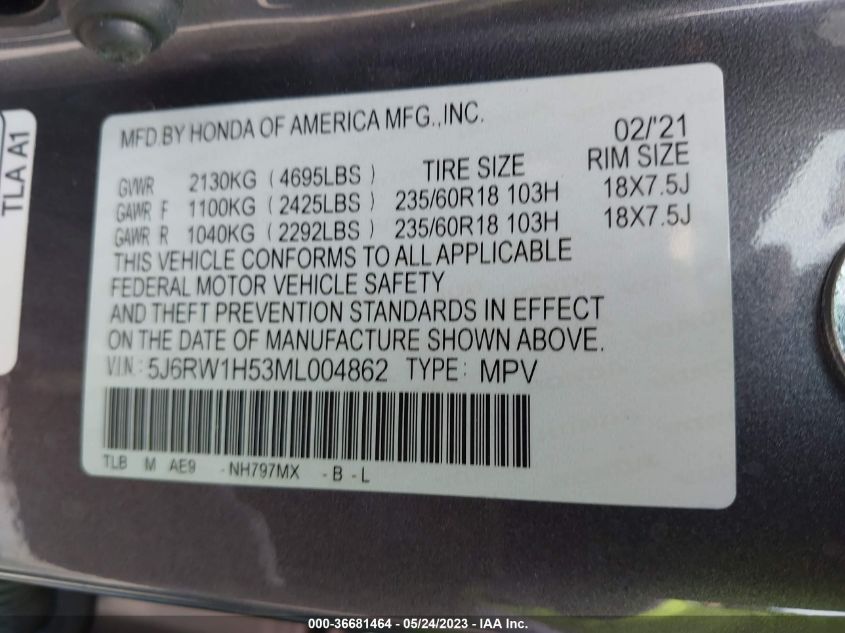 TLA A1
MFD.BY HONDA OF AMERICA MFG.,INC.
02/'21
GVWR 2130KG ( 4695LBS ) TIRE SIZE RIM SIZE
GAWR F 1100KG ( 2425LBS ) 235/60R18 103H 18X7.5J
GAWR R 1040KG ( 2292LBS ) 235/60R18 103H 18X7.5J
THIS VEHICLE CONFORMS TO ALL APPLICABLE
FEDERAL MOTOR VEHICLE SAFETY
AND THEFT PREVENTION STANDARDS IN EFFECT
ON THE DATE OF MANUFACTURE SHOWN ABOVE.
VIN: 5J6RW1H53ML004862 TYPE: MPV
TLB M AE9 -NH797MX -B -L
000-36681464 - 05/24/2023 - IAA Inc.